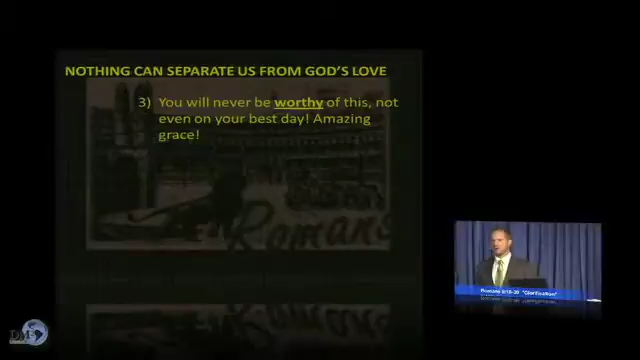 NOTHING CAN SEPARATE US FROM GOD'S LOVE
3) You will never be worthy of this, not
even on your best day! Amazing
grace!
Romans
"Glorification"